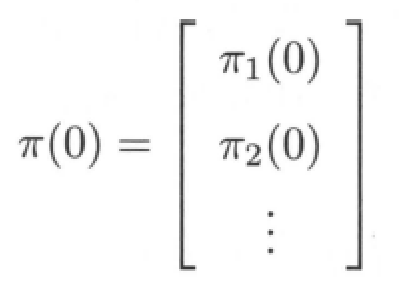 π(0) = [ π₁(0)
π₂(0)
⋮ ]